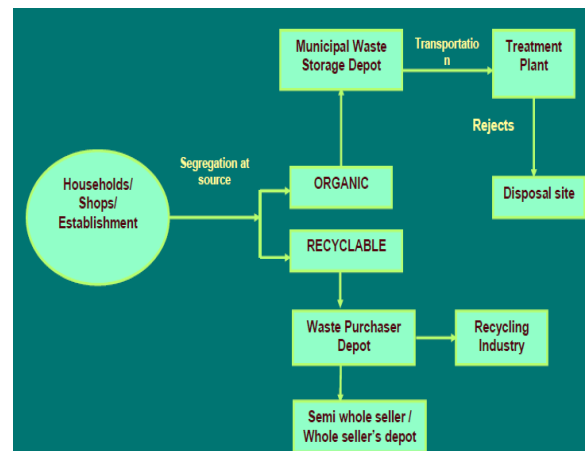 Municipal Waste
Storage Depot
Transportatio
n
Treatment
Plant
Rejects
Disposal site
Segregation at
source
Households/
Shops/
Establishment
ORGANIC
RECYCLABLE
Waste Purchaser
Depot
Recycling
Industry
Semi whole seller /
Whole seller's depot